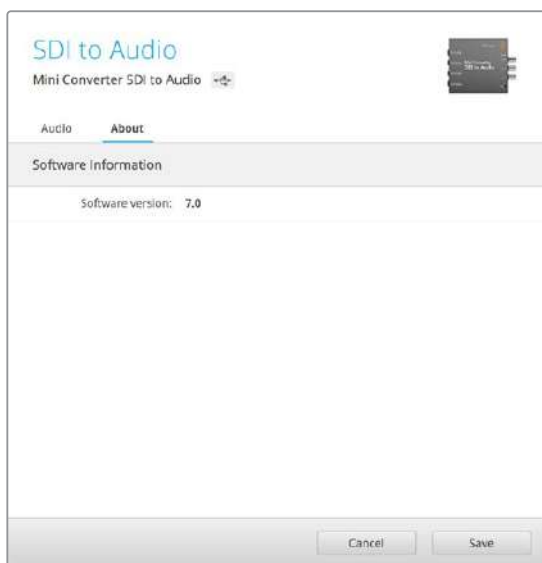 SDI to Audio
Mini Converter SDI to Audio
Audio About
Software Information
Software version: 7.0
Cancel Save